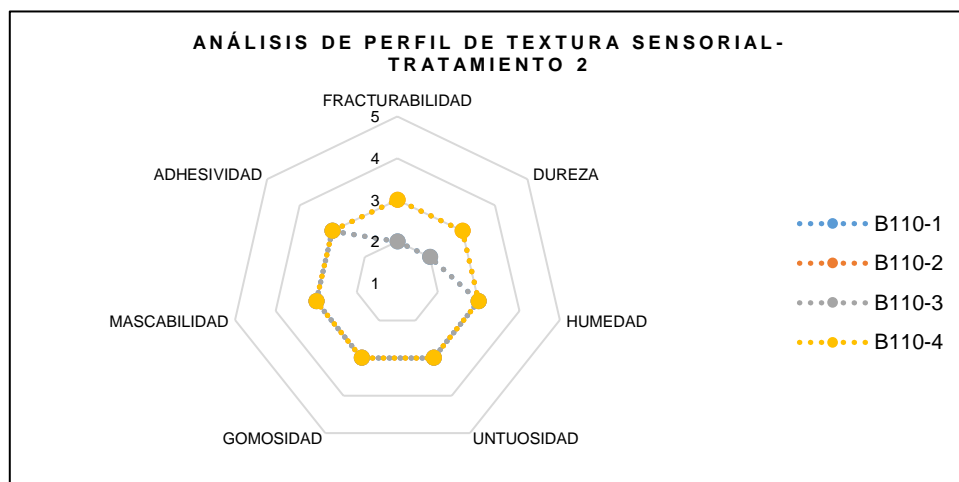 ANÁLISIS DE PERFIL DE TEXTURA SENSORIAL-
TRATAMIENTO 2
FRACTURABILIDAD
5
4
3
2
1
DUREZA
HUMEDAD
UNTUOSIDAD
GOMOSIDAD
MASCABILIDAD
ADHESIVIDAD
B110-1
B110-2
B110-3
B110-4